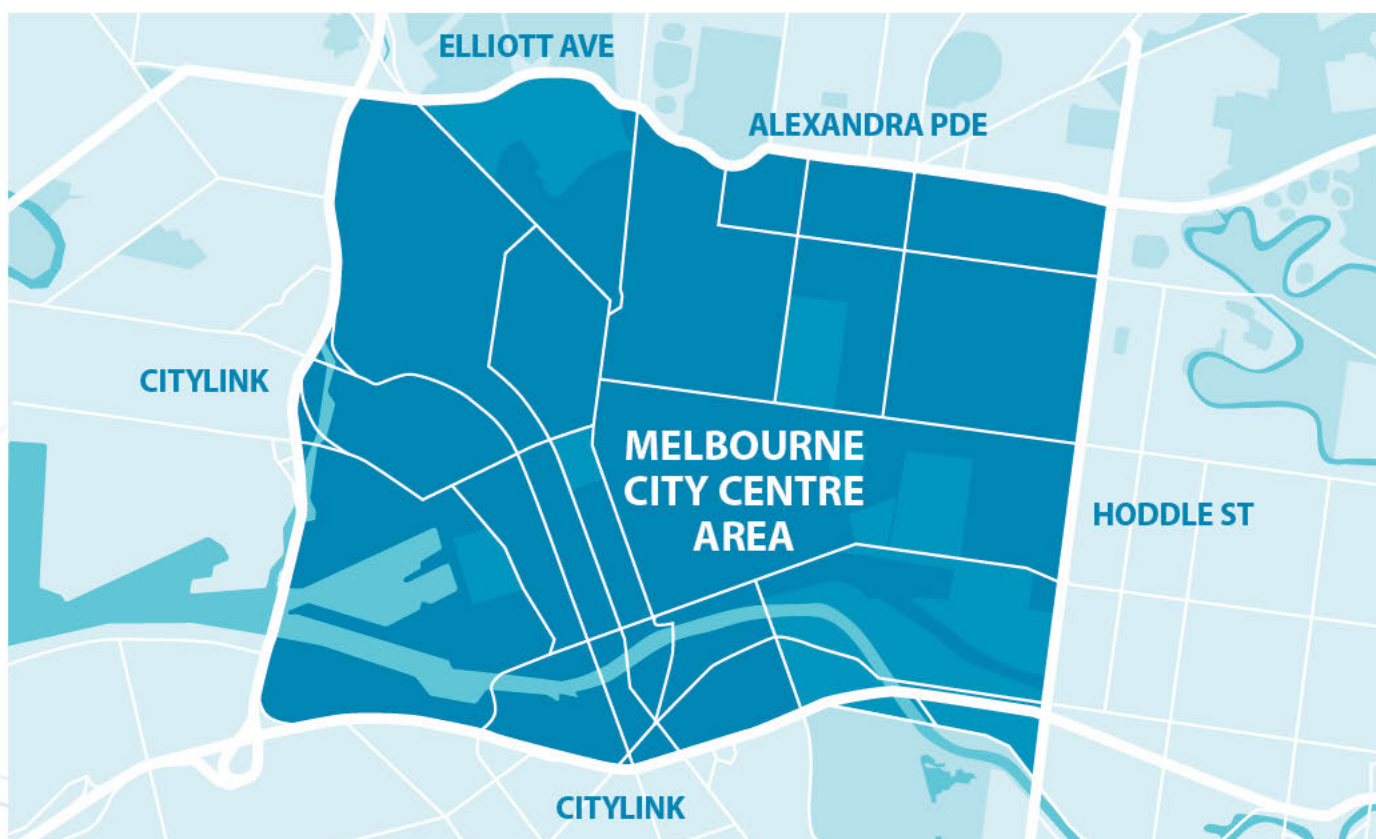 ELLIOTT AVE
ALEXANDRA PDE
CITYLINK
MELBOURNE
CITY CENTRE
AREA
HODDLE ST
CITYLINK